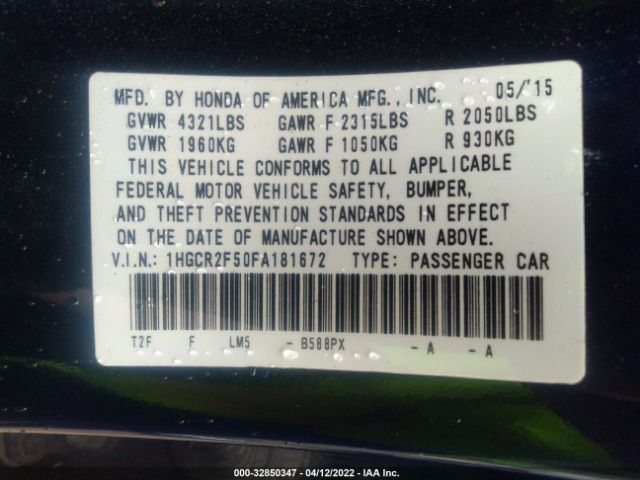 MFD. BY HONDA OF AMERICA MFG., INC. 05/'15
GVWR 4321LBS GAWR F 2315LBS R 2050LBS
GVWR 1960KG GAWR F 1050KG R 930KG
THIS VEHICLE CONFORMS TO ALL APPLICABLE
FEDERAL MOTOR VEHICLE SAFETY, BUMPER,
AND THEFT PREVENTION STANDARDS IN EFFECT
ON THE DATE OF MANUFACTURE SHOWN ABOVE.
V.I.N.: 1HGCR2F50FA181672 TYPE: PASSENGER CAR
T2F F LM5 - B588PX - A - A
000-32850347 - 04/12/2022 - IAA Inc.